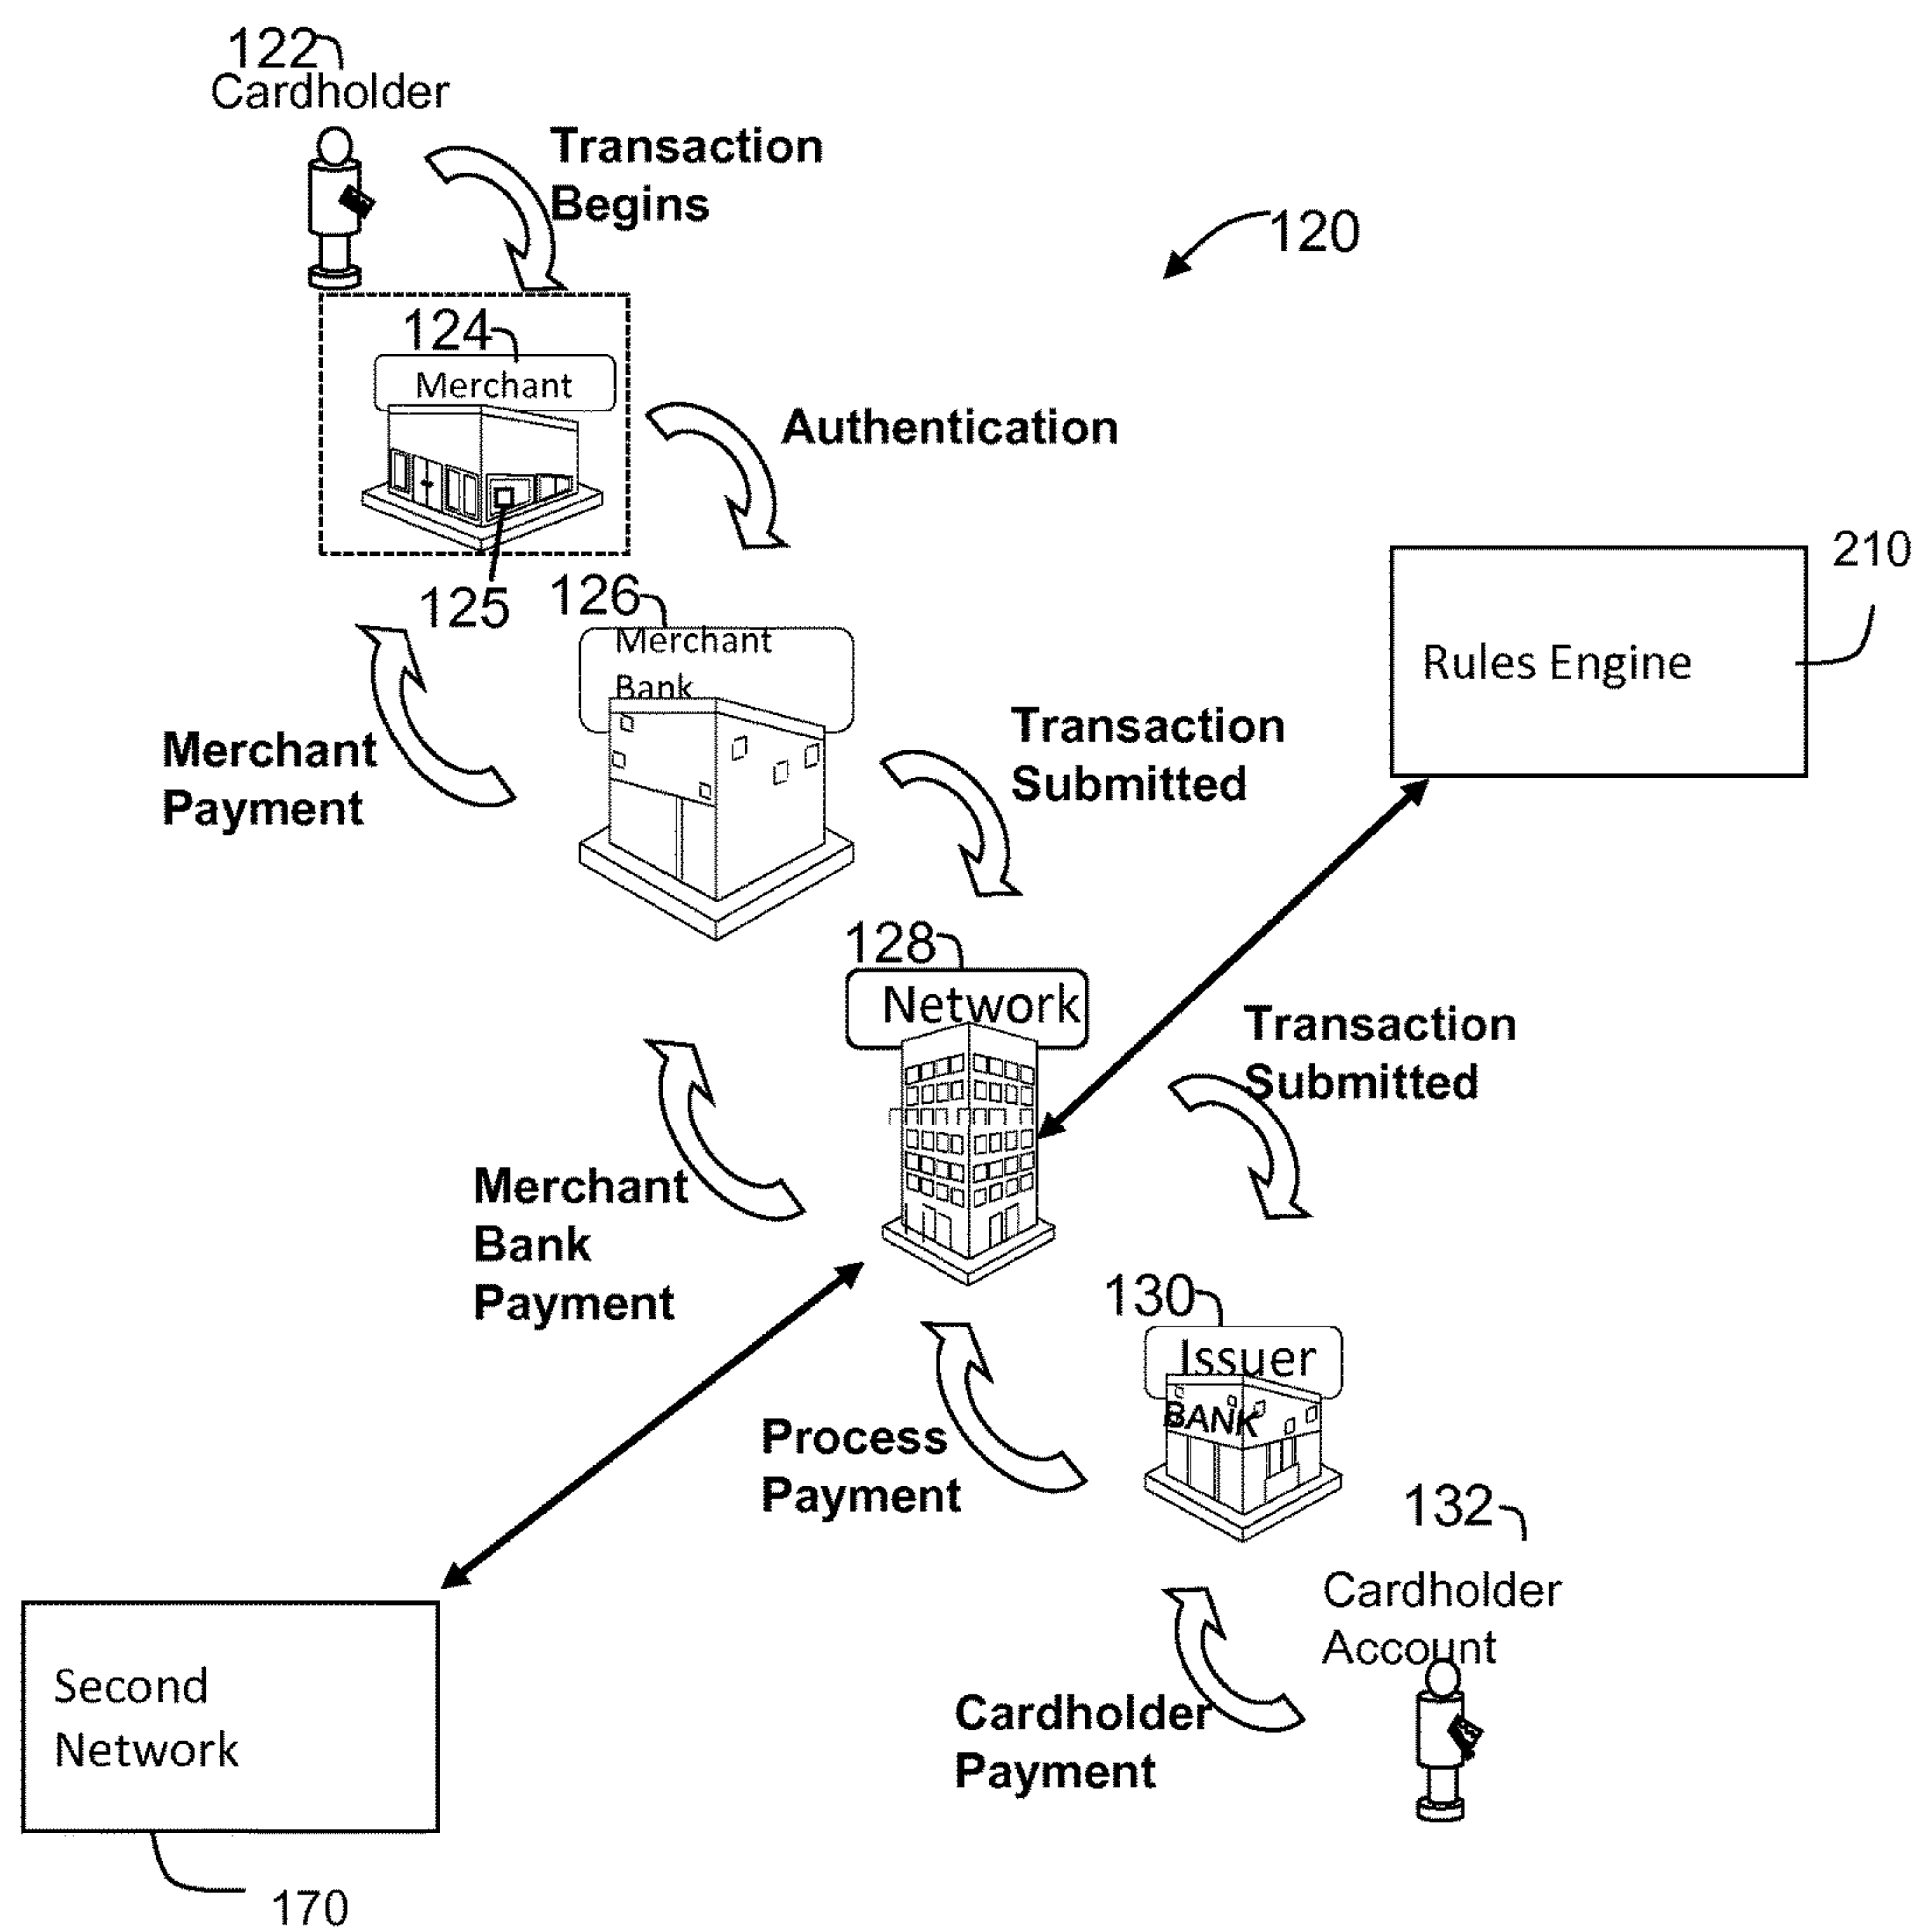 122
Cardholder
Transaction
Begins
120
124
Merchant
Authentication
125
126
Merchant
Bank
210
Rules Engine
Merchant
Payment
Transaction
Submitted
128
Network
Transaction
Submitted
Merchant
Bank
Payment
130
Issuer
BANK
Process
Payment
132
Cardholder
Account
Second
Network
Cardholder
Payment
170